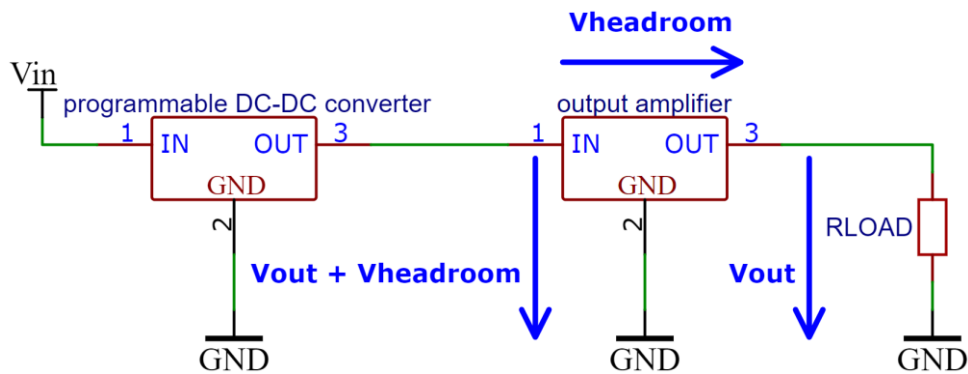 Vheadroom
Vin
programmable DC-DC converter
output amplifier
1 IN OUT 3
1 IN OUT 3
GND
GND
2
2
RLOAD
Vout + Vheadroom
Vout
GND
GND
GND